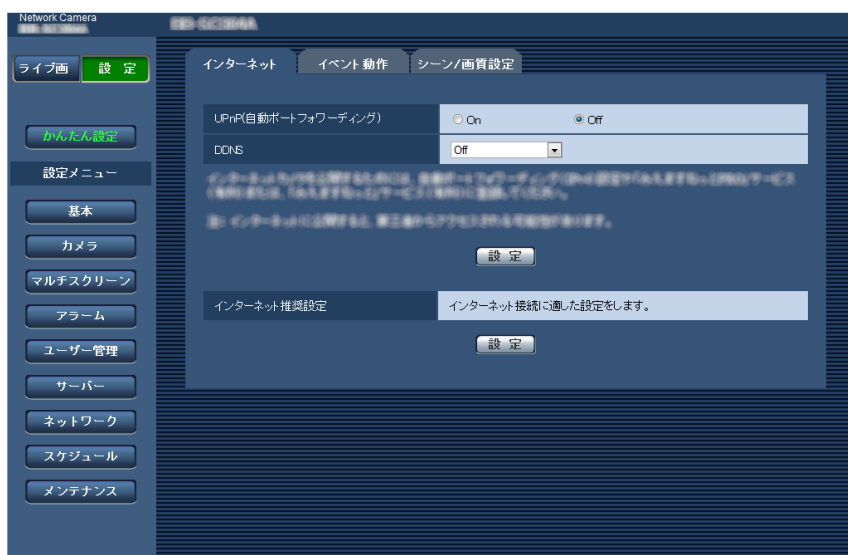 Network Camera
ライブ画
設 定
かんたん設定
設定メニュー
基本
カメラ
マルチスクリーン
アラーム
ユーザー管理
サーバー
ネットワーク
スケジュール
メンテナンス
インターネット
イベント動作
シーン/画質設定
UPnP(自動ポートフォワーディング)
On
Off
DDNS
Off
設 定
インターネット推奨設定
インターネット接続に適した設定をします。
設 定